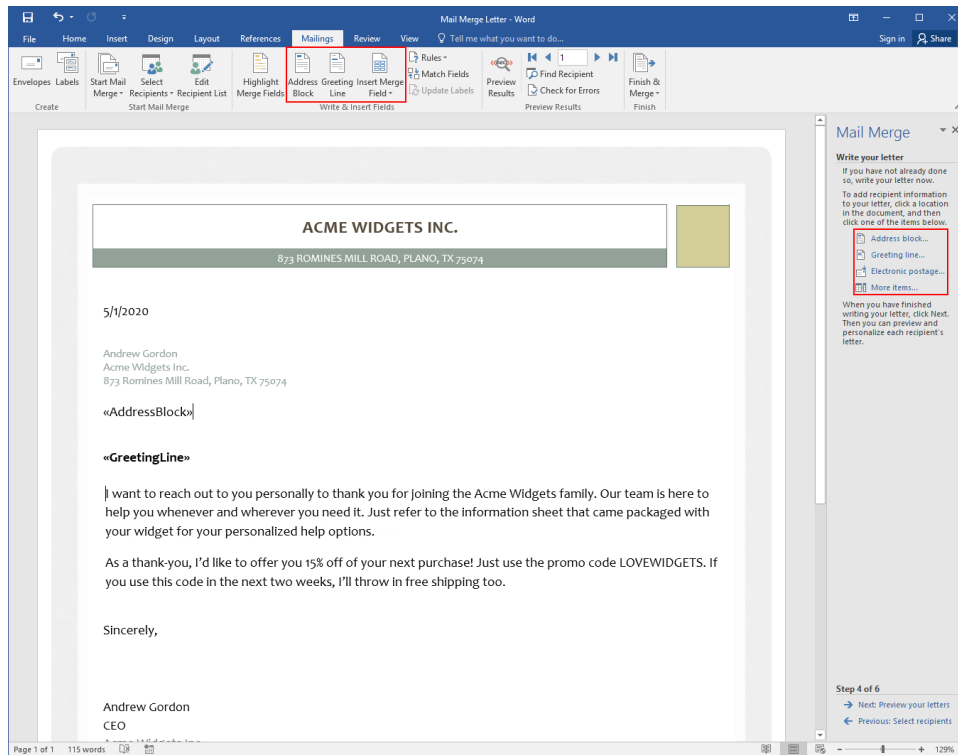 Mail Merge Letter - Word
File Home Insert Design Layout References Mailings Review View Tell me what you want to do... Sign in Share
Envelopes Labels
Create
Start Mail Merge
Select Recipients
Edit Recipient List
Start Mail Merge
Highlight Merge Fields
Address Block
Greeting Line
Insert Merge Field
Rules
Match Fields
Update Labels
Write & Insert Fields
«ABC»
Preview Results
1
Find Recipient
Check for Errors
Preview Results
Finish & Merge
Finish
ACME WIDGETS INC.
873 ROMINES MILL ROAD, PLANO, TX 75074
5/1/2020
Andrew Gordon
Acme Widgets Inc.
873 Romines Mill Road, Plano, TX 75074
«AddressBlock»
«GreetingLine»
I want to reach out to you personally to thank you for joining the Acme Widgets family. Our team is here to
help you whenever and wherever you need it. Just refer to the information sheet that came packaged with
your widget for your personalized help options.
As a thank-you, I'd like to offer you 15% off of your next purchase! Just use the promo code LOVEWIDGETS. If
you use this code in the next two weeks, I'll throw in free shipping too.
Sincerely,
Andrew Gordon
CEO
Acme Widgets Inc.
Mail Merge
Write your letter
If you have not already done
so, write your letter now.
To add recipient information
to your letter, click a location
in the document, and then
click one of the items below.
Address block...
Greeting line...
Electronic postage...
More items...
When you have finished
writing your letter, click Next.
Then you can preview and
personalize each recipient's
letter.
Step 4 of 6
Next: Preview your letters
Previous: Select recipients
Page 1 of 1 115 words 129%